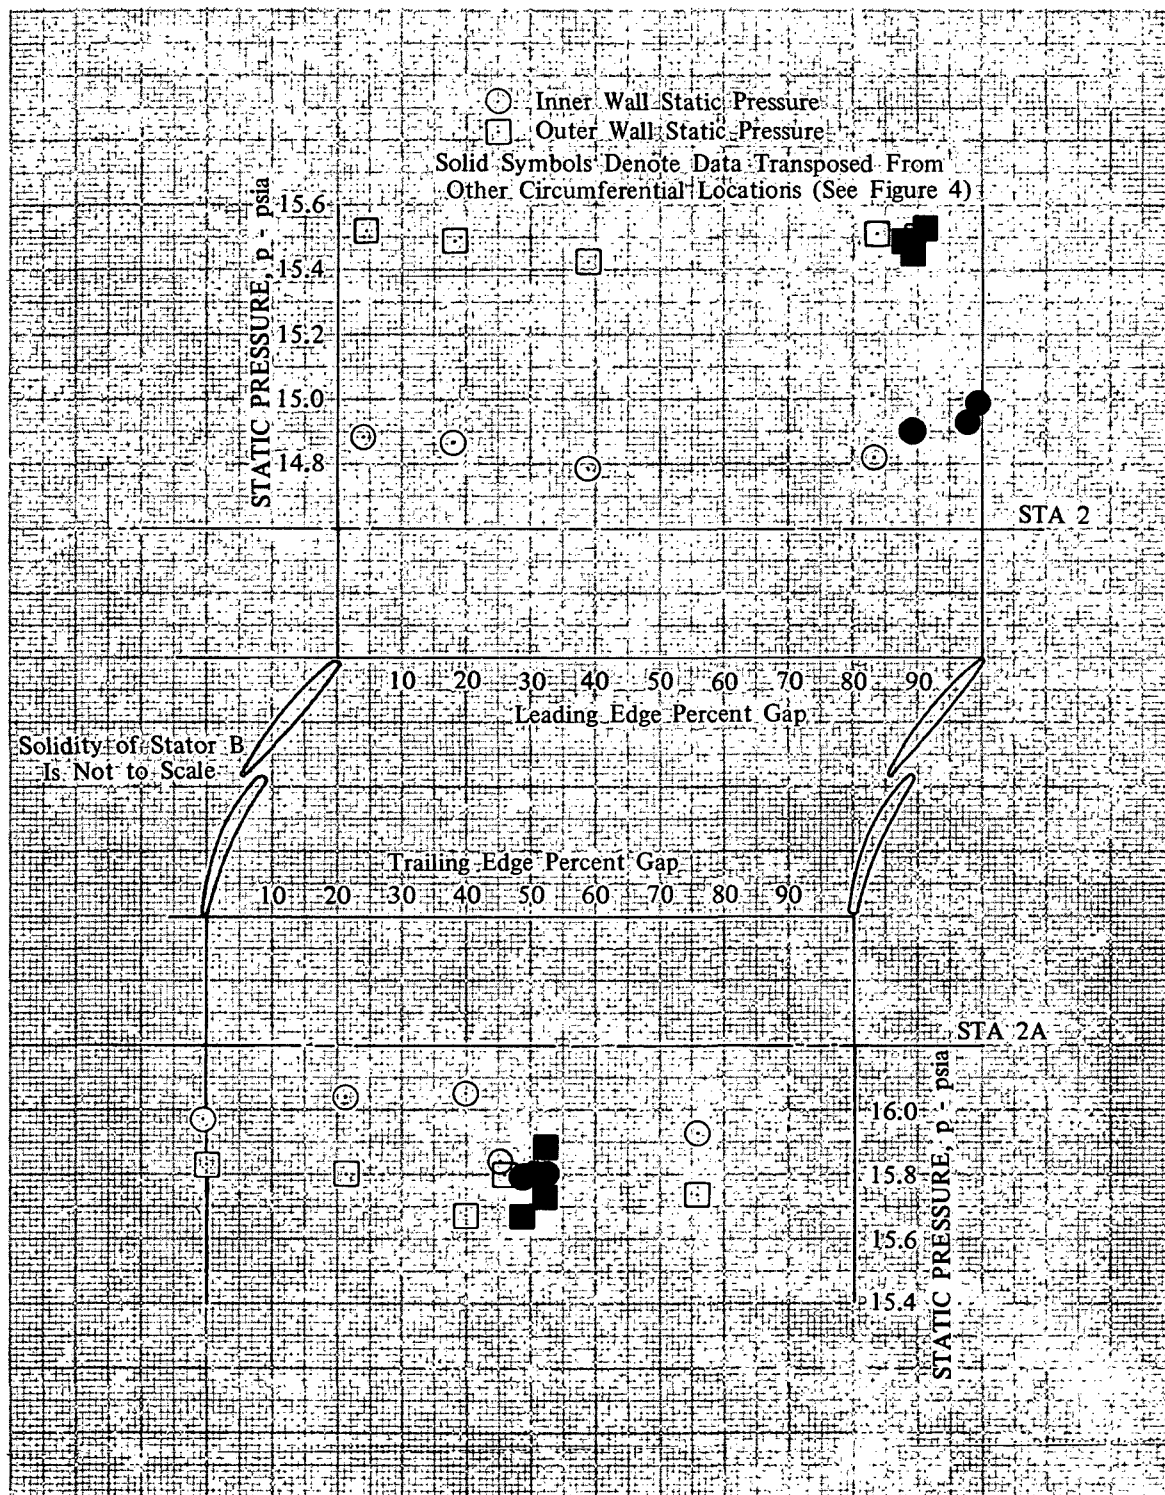 Inner Wall Static Pressure
Outer Wall Static Pressure
Solid Symbols Denote Data Transposed From
Other Circumferential Locations (See Figure 4)
STATIC PRESSURE, p - psia
15.6
15.4
15.2
15.0
14.8
STA 2
10 20 30 40 50 60 70 80 90
Leading Edge Percent Gap
Solidity of Stator B
Is Not to Scale
Trailing Edge Percent Gap
10 20 30 40 50 60 70 80 90
STA 2A
STATIC PRESSURE, p - psia
16.0
15.8
15.6
15.4